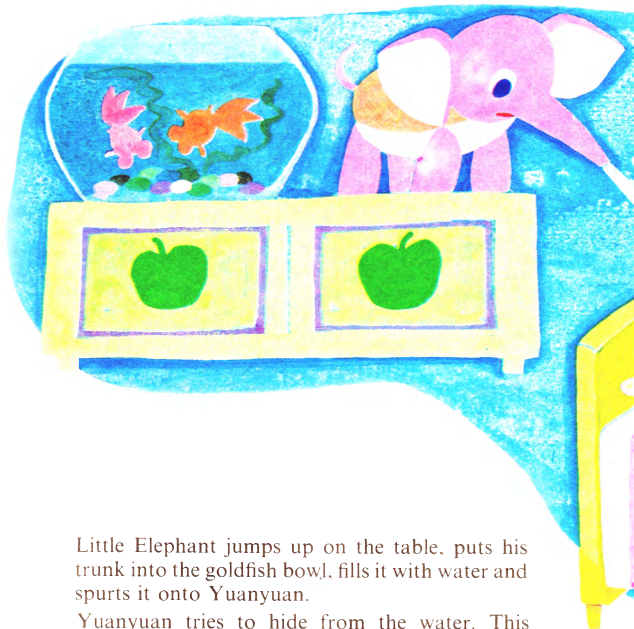 Little Elephant jumps up on the table, puts his
trunk into the goldfish bowl, fills it with water and
spurts it onto Yuanyuan.
Yuanyuan tries to hide from the water. This